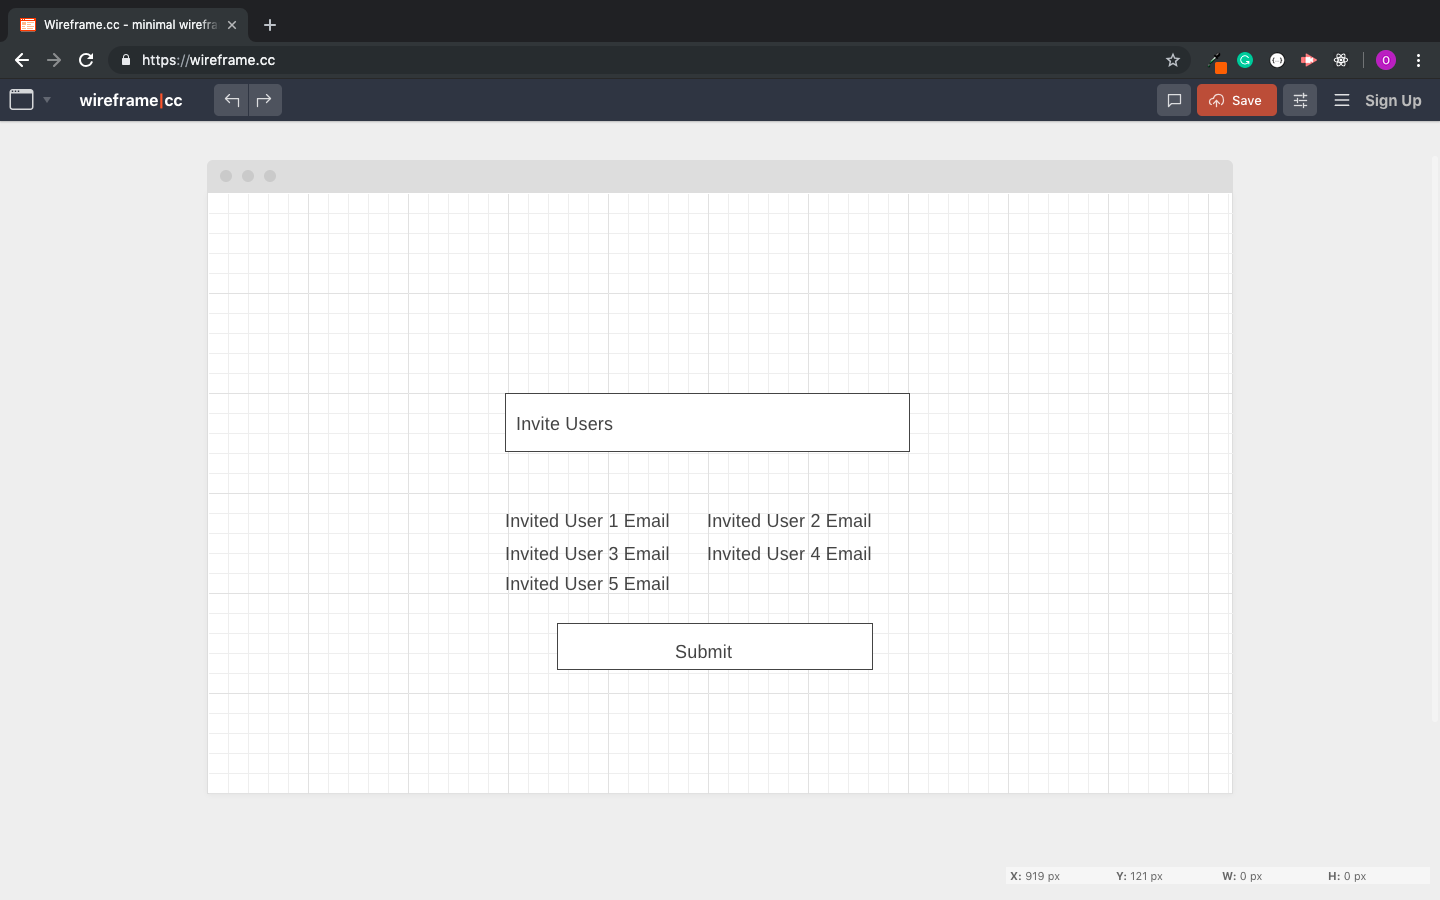 Wireframe.cc - minimal wirefra
https://wireframe.cc
wireframe|cc
Save
Sign Up
Invite Users
Invited User 1 Email Invited User 2 Email
Invited User 3 Email Invited User 4 Email
Invited User 5 Email
Submit
X: 919 px Y: 121 px W: 0 px H: 0 px